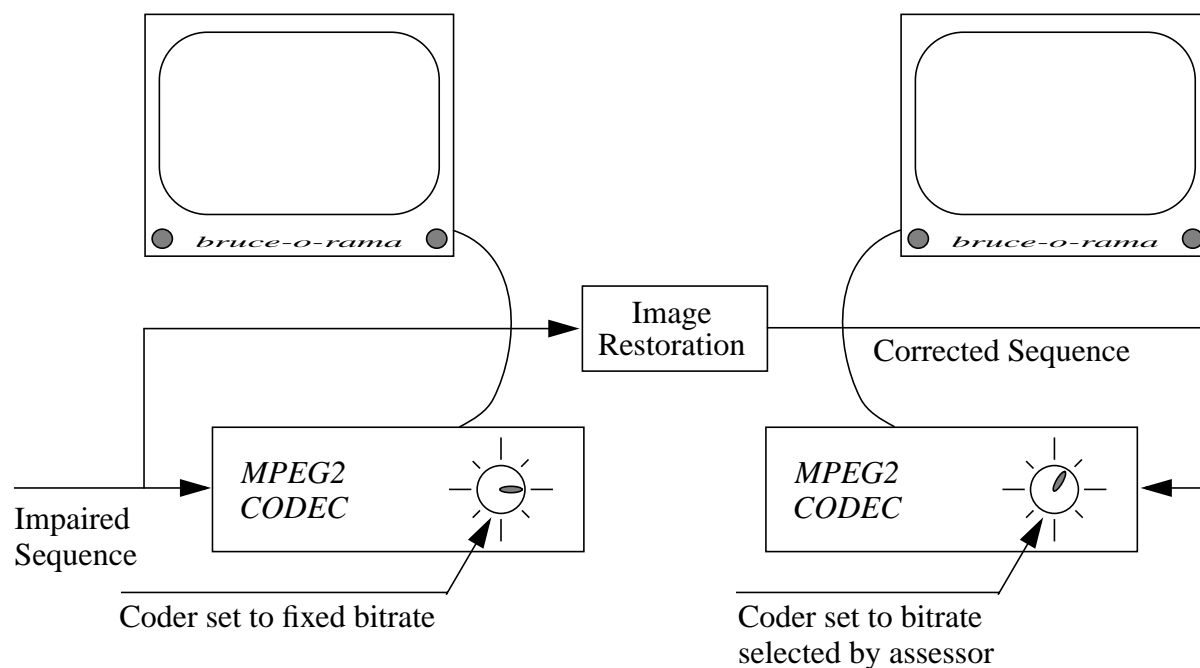 bruce-o-rama
bruce-o-rama
Image
Restoration
Corrected Sequence
MPEG2
CODEC
MPEG2
CODEC
Impaired
Sequence
Coder set to fixed bitrate
Coder set to bitrate
selected by assessor